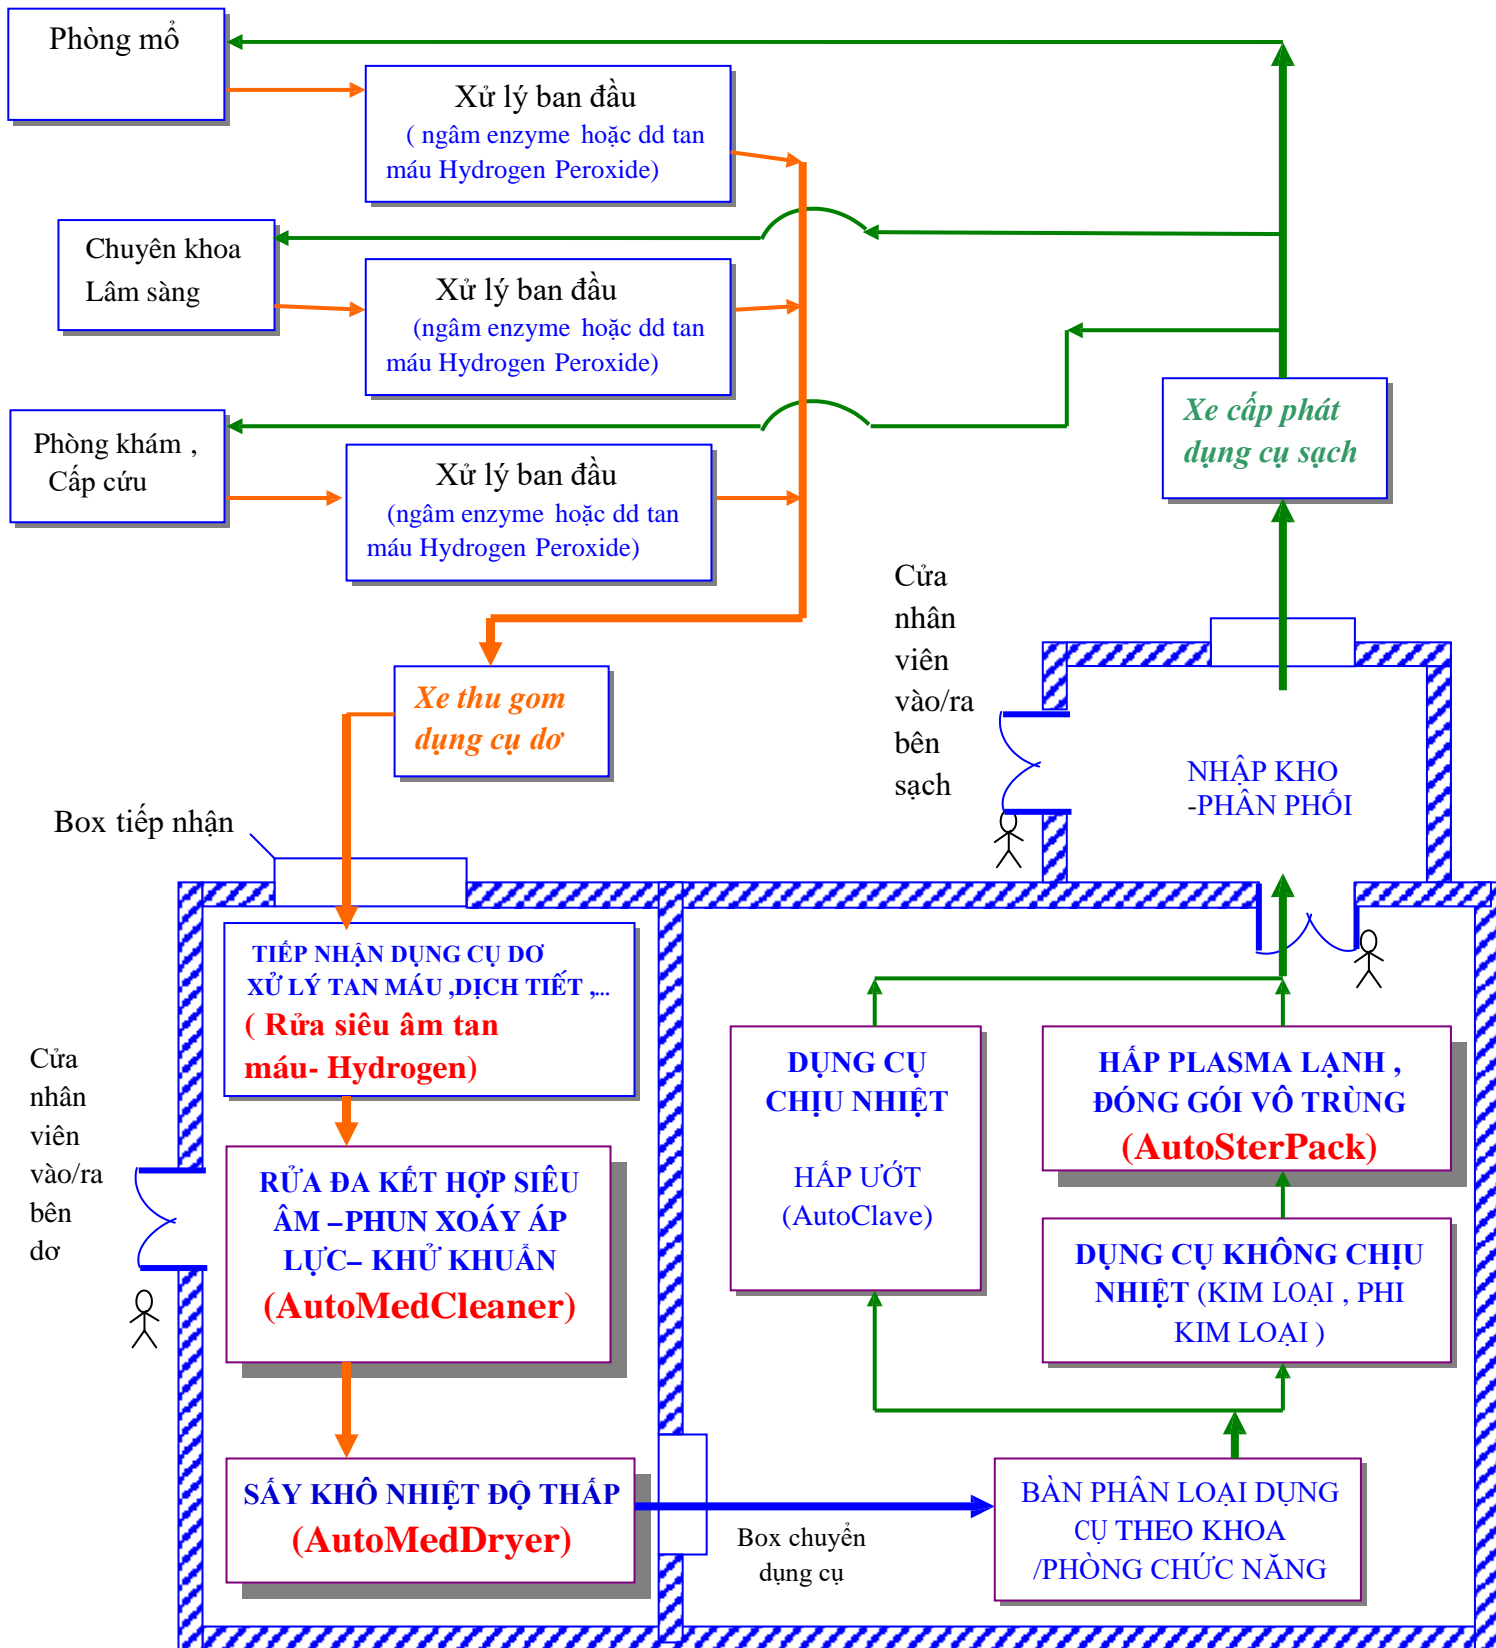 Phòng mổ
Xử lý ban đầu
( ngâm enzyme hoặc dd tan
máu Hydrogen Peroxide)
Chuyên khoa
Lâm sàng
Xử lý ban đầu
(ngâm enzyme hoặc dd tan
máu Hydrogen Peroxide)
Phòng khám ,
Cấp cứu
Xử lý ban đầu
(ngâm enzyme hoặc dd tan
máu Hydrogen Peroxide)
Xe cấp phát
dụng cụ sạch
Cửa
nhân
viên
vào/ra
bên
sạch
Xe thu gom
dụng cụ dơ
NHẬP KHO
-PHÂN PHỐI
Box tiếp nhận
TIẾP NHẬN DỤNG CỤ DƠ
XỬ LÝ TAN MÁU ,DỊCH TIẾT ,...
( Rửa siêu âm tan
máu- Hydrogen)
Cửa
nhân
viên
vào/ra
bên
dơ
RỬA ĐA KẾT HỢP SIÊU
ÂM –PHUN XOÁY ÁP
LỰC– KHỬ KHUẨN
(AutoMedCleaner)
SẤY KHÔ NHIỆT ĐỘ THẤP
(AutoMedDryer)
Box chuyển
dụng cụ
DỤNG CỤ
CHỊU NHIỆT
HẤP ƯỚT
(AutoClave)
HẤP PLASMA LẠNH ,
ĐÓNG GÓI VÔ TRÙNG
(AutoSterPack)
DỤNG CỤ KHÔNG CHỊU
NHIỆT (KIM LOẠI , PHI
KIM LOẠI )
BÀN PHÂN LOẠI DỤNG
CỤ THEO KHOA
/PHÒNG CHỨC NĂNG